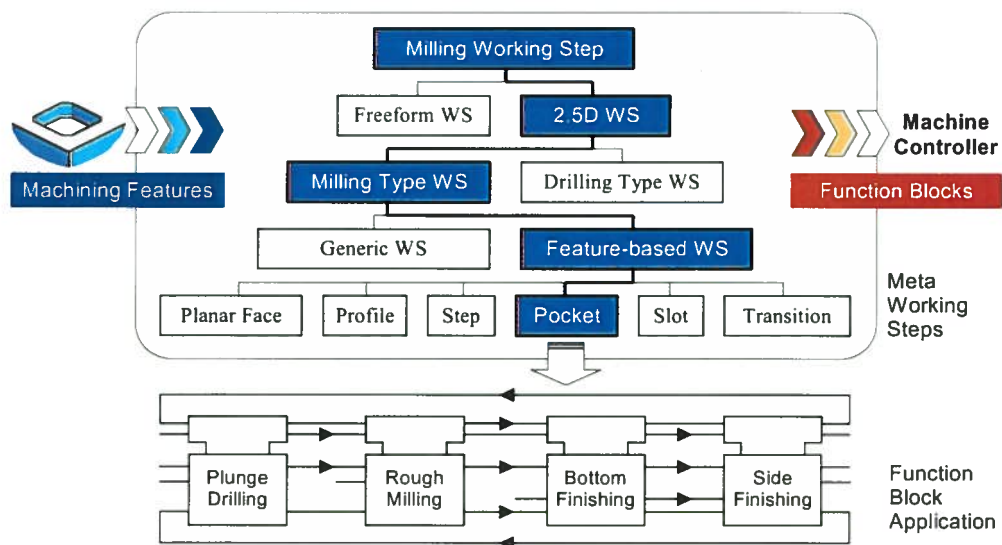 Milling Working Step
Freeform WS
2.5D WS
Machine
Controller
Machining Features
Milling Type WS
Drilling Type WS
Function Blocks
Generic WS
Feature-based WS
Meta
Working
Steps
Planar Face
Profile
Step
Pocket
Slot
Transition
Plunge
Drilling
Rough
Milling
Bottom
Finishing
Side
Finishing
Function
Block
Application